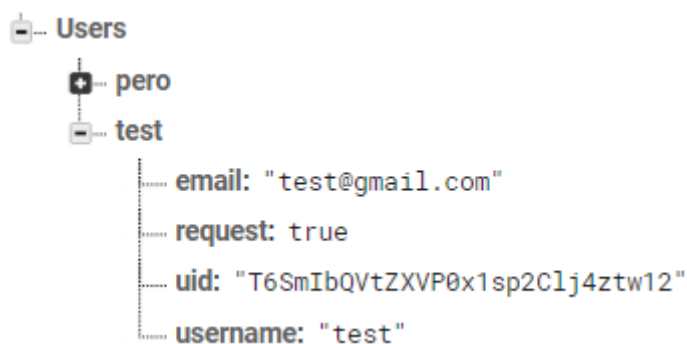 Users
pero
test
email: "test@gmail.com"
request: true
uid: "T6SmIbQVtZXVP0x1sp2Clj4ztw12"
username: "test"